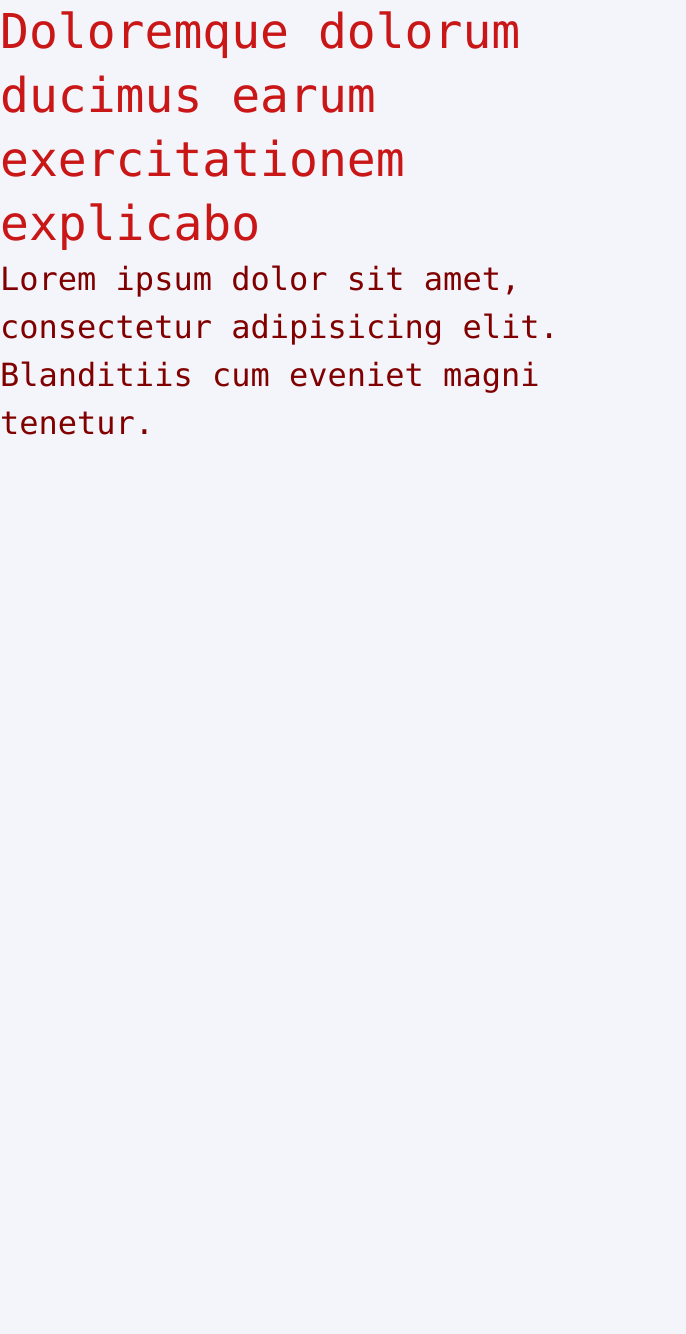 Doloremque dolorum
ducimus earum
exercitationem
explicabo
Lorem ipsum dolor sit amet,
consectetur adipisicing elit.
Blanditiis cum eveniet magni
tenetur.